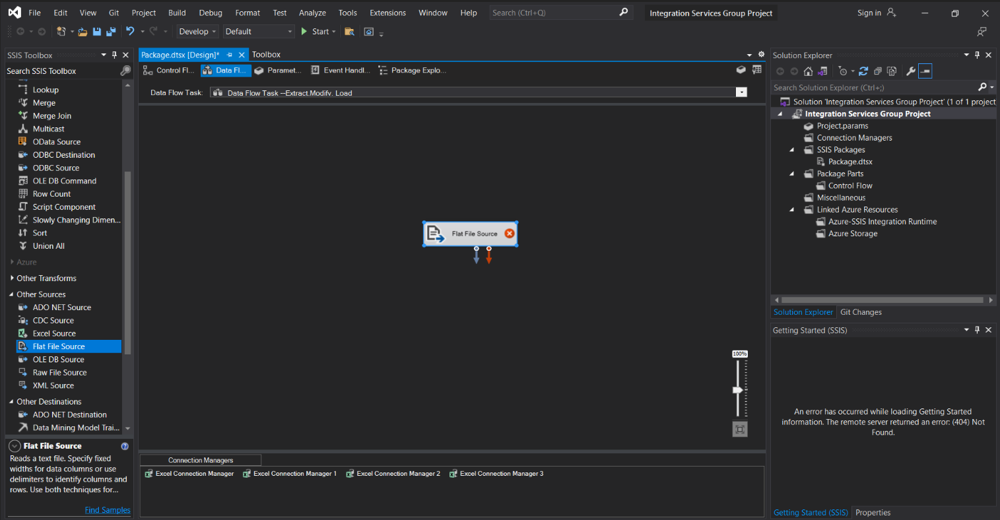 File Edit View Git Project Build Debug Format Test Analyze Tools Extensions Window Help Search (Ctrl+Q) Integration Services Group Project Sign in
Develop Default Start
SSIS Toolbox
Search SSIS Toolbox
Lookup
Merge
Merge Join
Multicast
OData Source
ODBC Destination
ODBC Source
OLE DB Command
Row Count
Script Component
Slowly Changing Dimen...
Sort
Union All
Azure
Other Transforms
Other Sources
ADO NET Source
CDC Source
Excel Source
Flat File Source
OLE DB Source
Raw File Source
XML Source
Other Destinations
ADO NET Destination
Data Mining Model Trai...
Flat File Source
Reads a text file. Specify fixed
widths for data columns or use
delimiters to identify columns and
rows. Use both techniques for...
Find Samples
Package.dtsx [Design]* Toolbox
Control Fl... Data Fl... Paramet... Event Handl... Package Explo...
Data Flow Task: Data Flow Task --Extract.Modify. Load
Flat File Source
100%
Connection Managers
Excel Connection Manager Excel Connection Manager 1 Excel Connection Manager 2 Excel Connection Manager 3
Solution Explorer
Search Solution Explorer (Ctrl+;)
Solution 'Integration Services Group Project' (1 of 1 project
Integration Services Group Project
Project.params
Connection Managers
SSIS Packages
Package.dtsx
Package Parts
Control Flow
Miscellaneous
Linked Azure Resources
Azure-SSIS Integration Runtime
Azure Storage
Solution Explorer Git Changes
Getting Started (SSIS)
An error has occurred while loading Getting Started
information. The remote server returned an error: (404) Not
Found.
Getting Started (SSIS) Properties